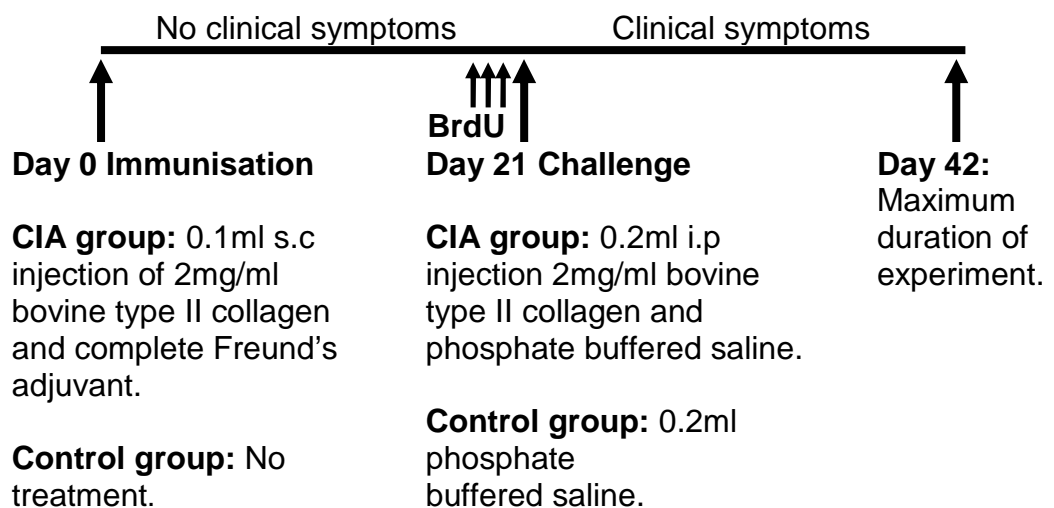 No clinical symptoms
Clinical symptoms
BrdU
Day 0 Immunisation
CIA group: 0.1ml s.c
injection of 2mg/ml
bovine type II collagen
and complete Freund's
adjuvant.
Control group: No
treatment.
Day 21 Challenge
CIA group: 0.2ml i.p
injection 2mg/ml bovine
type II collagen and
phosphate buffered saline.
Control group: 0.2ml
phosphate
buffered saline.
Day 42:
Maximum
duration of
experiment.